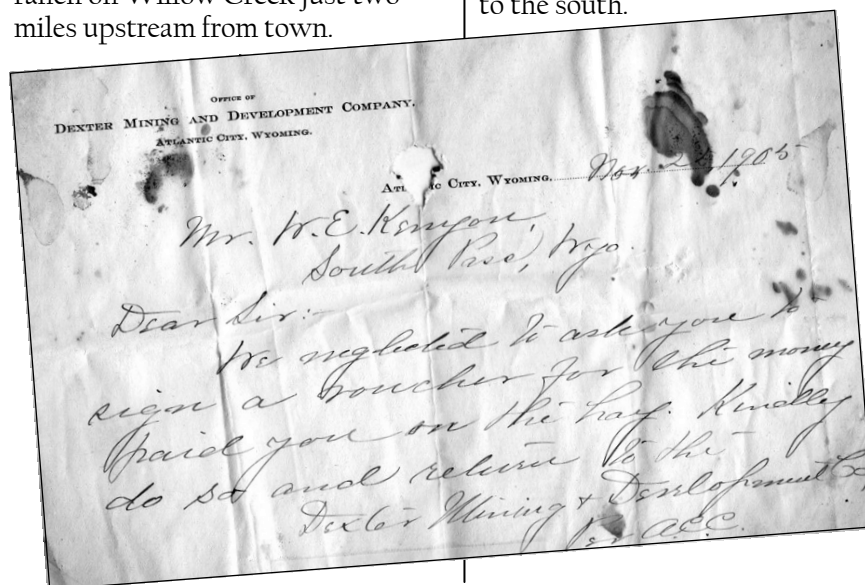 ranch on Willow Creek just two
miles upstream from town.
to the south.
OFFICE OF
DEXTER MINING AND DEVELOPMENT COMPANY.
ATLANTIC CITY, WYOMING.
ic CITY, WYOMING. Nov. 1905
Mr. W. E. Kenyon,
South Pass, Wyo.
Dear Sir:-
We neglected to ask you to
sign a voucher for the money
paid you on the hay. Kindly
do so and return to the
Dexter Mining & Development Co.
Per A.C.C.